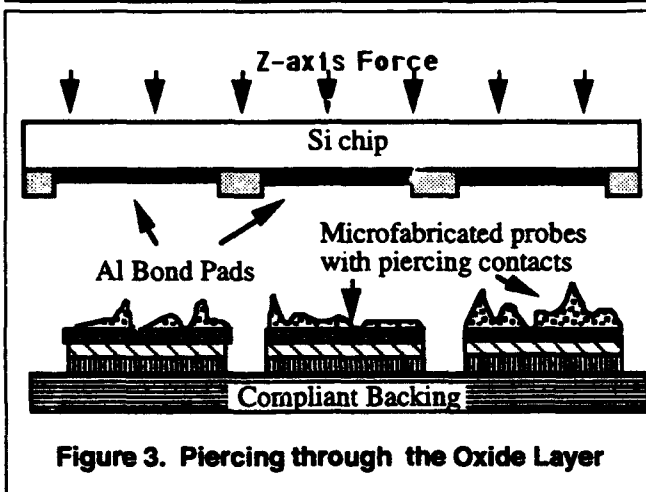 Z-axis Force
Si chip
Al Bond Pads
Microfabricated probes
with piercing contacts
Compliant Backing
Figure 3. Piercing through the Oxide Layer